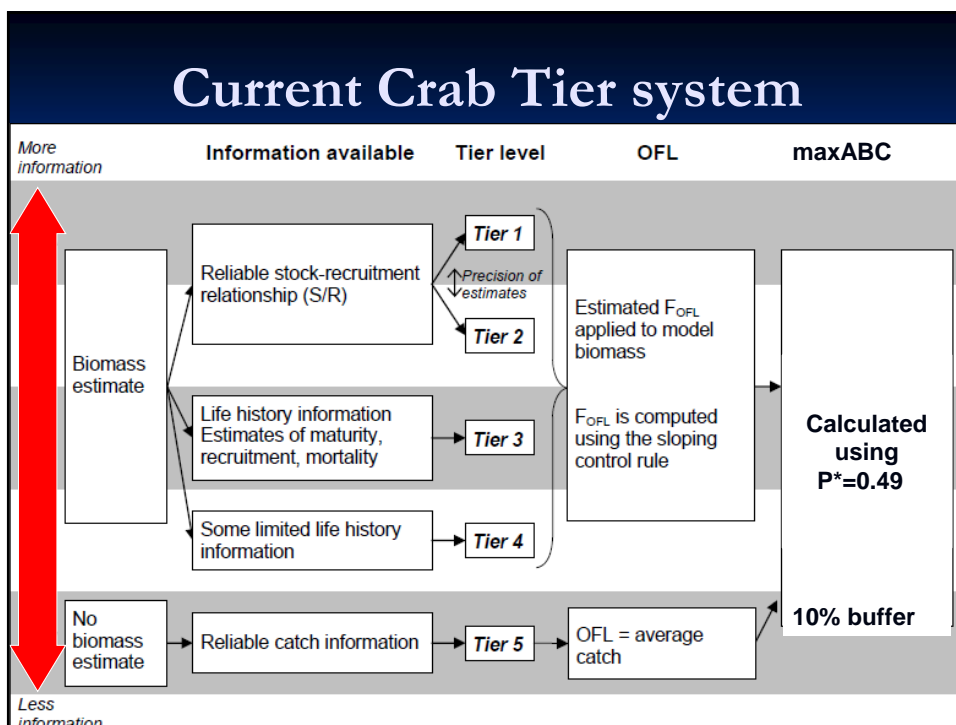 Current Crab Tier system
More
information
Information available
Tier level
OFL
maxABC
Biomass
estimate
Reliable stock-recruitment
relationship (S/R)
Tier 1
Precision of
estimates
Tier 2
Life history information
Estimates of maturity,
recruitment, mortality
Tier 3
Some limited life history
information
Tier 4
Estimated FOFL
applied to model
biomass
FOFL is computed
using the sloping
control rule
Calculated
using
P*=0.49
No
biomass
estimate
Reliable catch information
Tier 5
OFL = average
catch
10% buffer
Less
information